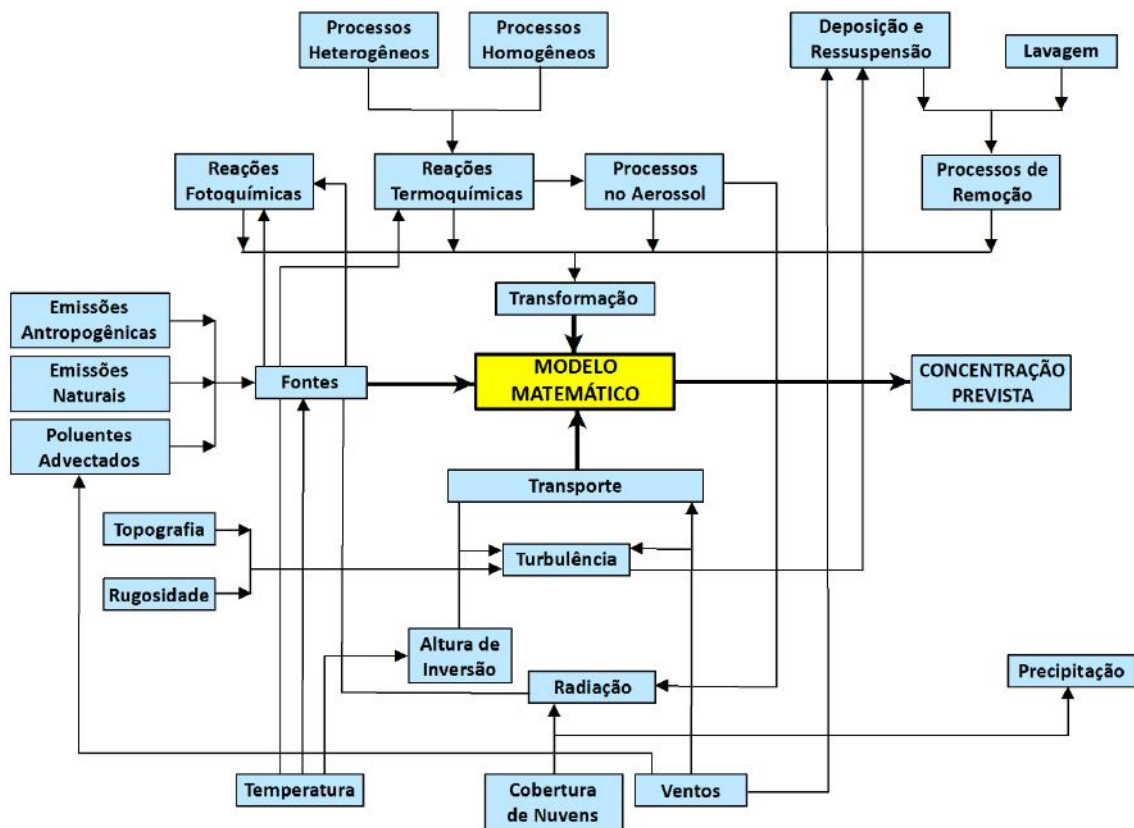 Processos
Heterogêneos
Processos
Homogêneos
Deposição e
Ressuspensão
Lavagem
Reações
Fotoquímicas
Reações
Termoquímicas
Processos
no Aerossol
Processos de
Remoção
Transformação
Emissões
Antropogênicas
Emissões
Naturais
Poluentes
Advectados
Fontes
MODELO
MATEMÁTICO
CONCENTRAÇÃO
PREVISTA
Transporte
Topografia
Rugosidade
Turbulência
Altura de
Inversão
Radiação
Precipitação
Temperatura
Cobertura
de Nuvens
Ventos